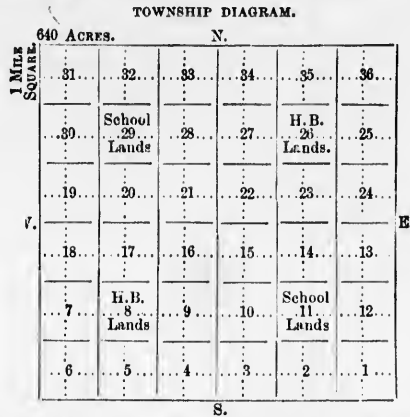 TOWNSHIP DIAGRAM.
640 ACRES. N.
1 MILE
SQUARE.
31 32 33 34 35 36
School H.B.
30 29 28 27 26 25
Lands Lands.
19 20 21 22 23 24
V. E
18 17 16 15 14 13
H.B. School
7 8 9 10 11 12
Lands Lands
6 5 4 3 2 1
S.